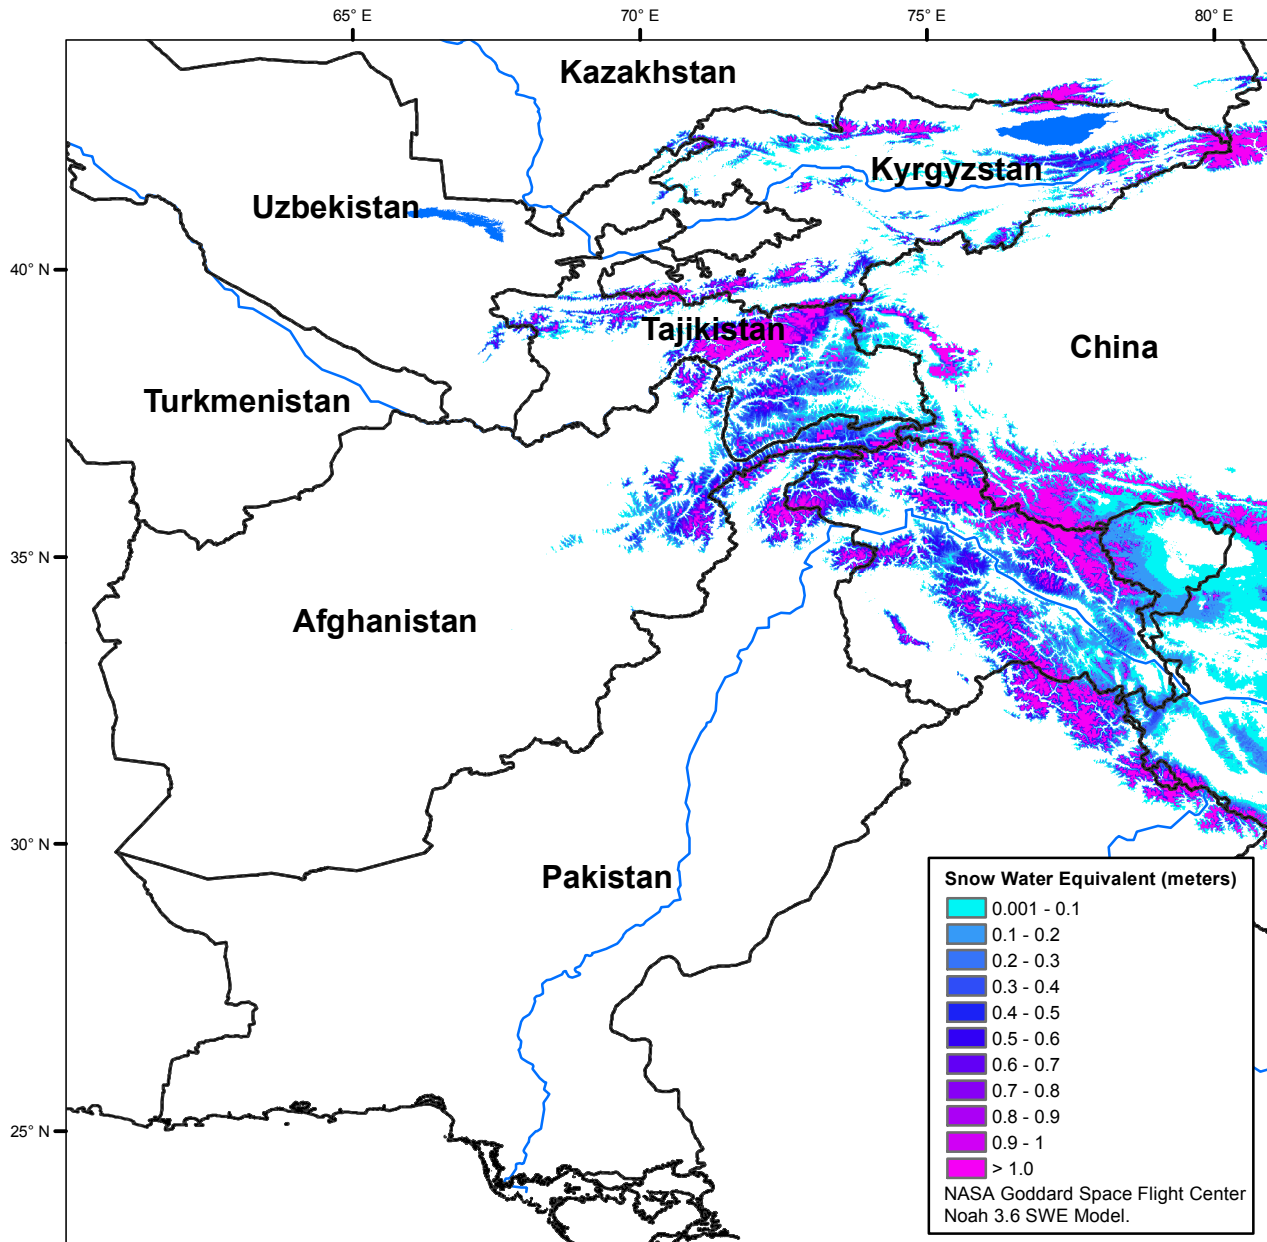 65° E
70° E
75° E
80° E
Kazakhstan
Kyrgyzstan
Uzbekistan
40° N
Tajikistan
China
Turkmenistan
35° N
Afghanistan
30° N
Pakistan
25° N
Snow Water Equivalent (meters)
0.001 - 0.1
0.1 - 0.2
0.2 - 0.3
0.3 - 0.4
0.4 - 0.5
0.5 - 0.6
0.6 - 0.7
0.7 - 0.8
0.8 - 0.9
0.9 - 1
> 1.0
NASA Goddard Space Flight Center
Noah 3.6 SWE Model.